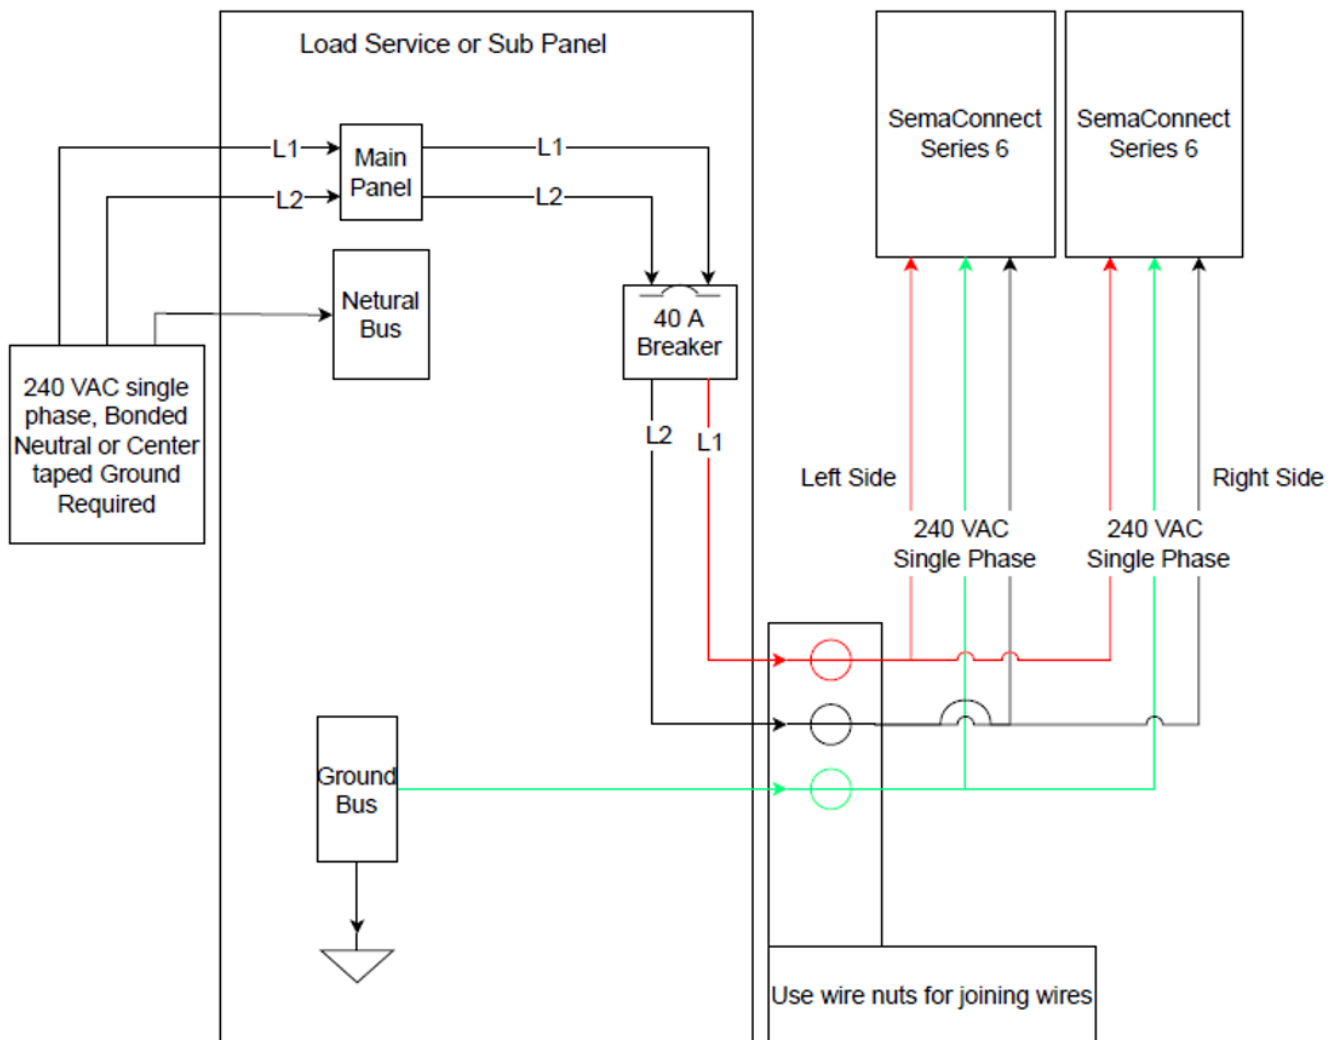 Load Service or Sub Panel
SemaConnect
Series 6
SemaConnect
Series 6
L1
Main
Panel
L1
L2
L2
Netural
Bus
40 A
Breaker
240 VAC single
phase, Bonded
Neutral or Center
taped Ground
Required
L2
L1
Left Side
Right Side
240 VAC
Single Phase
240 VAC
Single Phase
Ground
Bus
Use wire nuts for joining wires